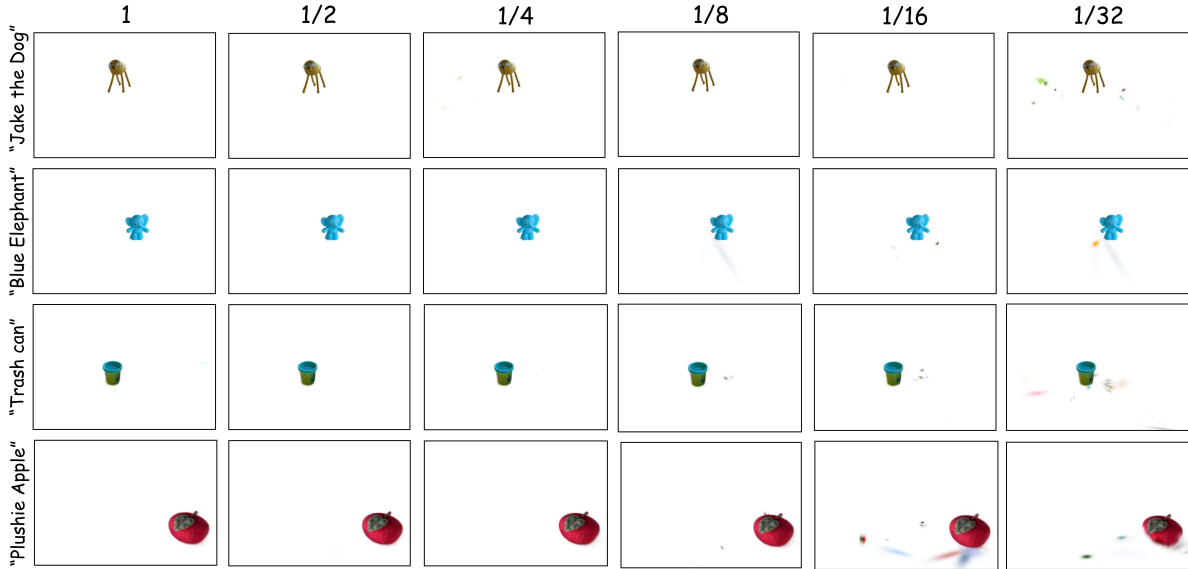 1 1/2 1/4 1/8 1/16 1/32
"Jake the Dog"
"Blue Elephant"
"Trash can"
"Plushie Apple"